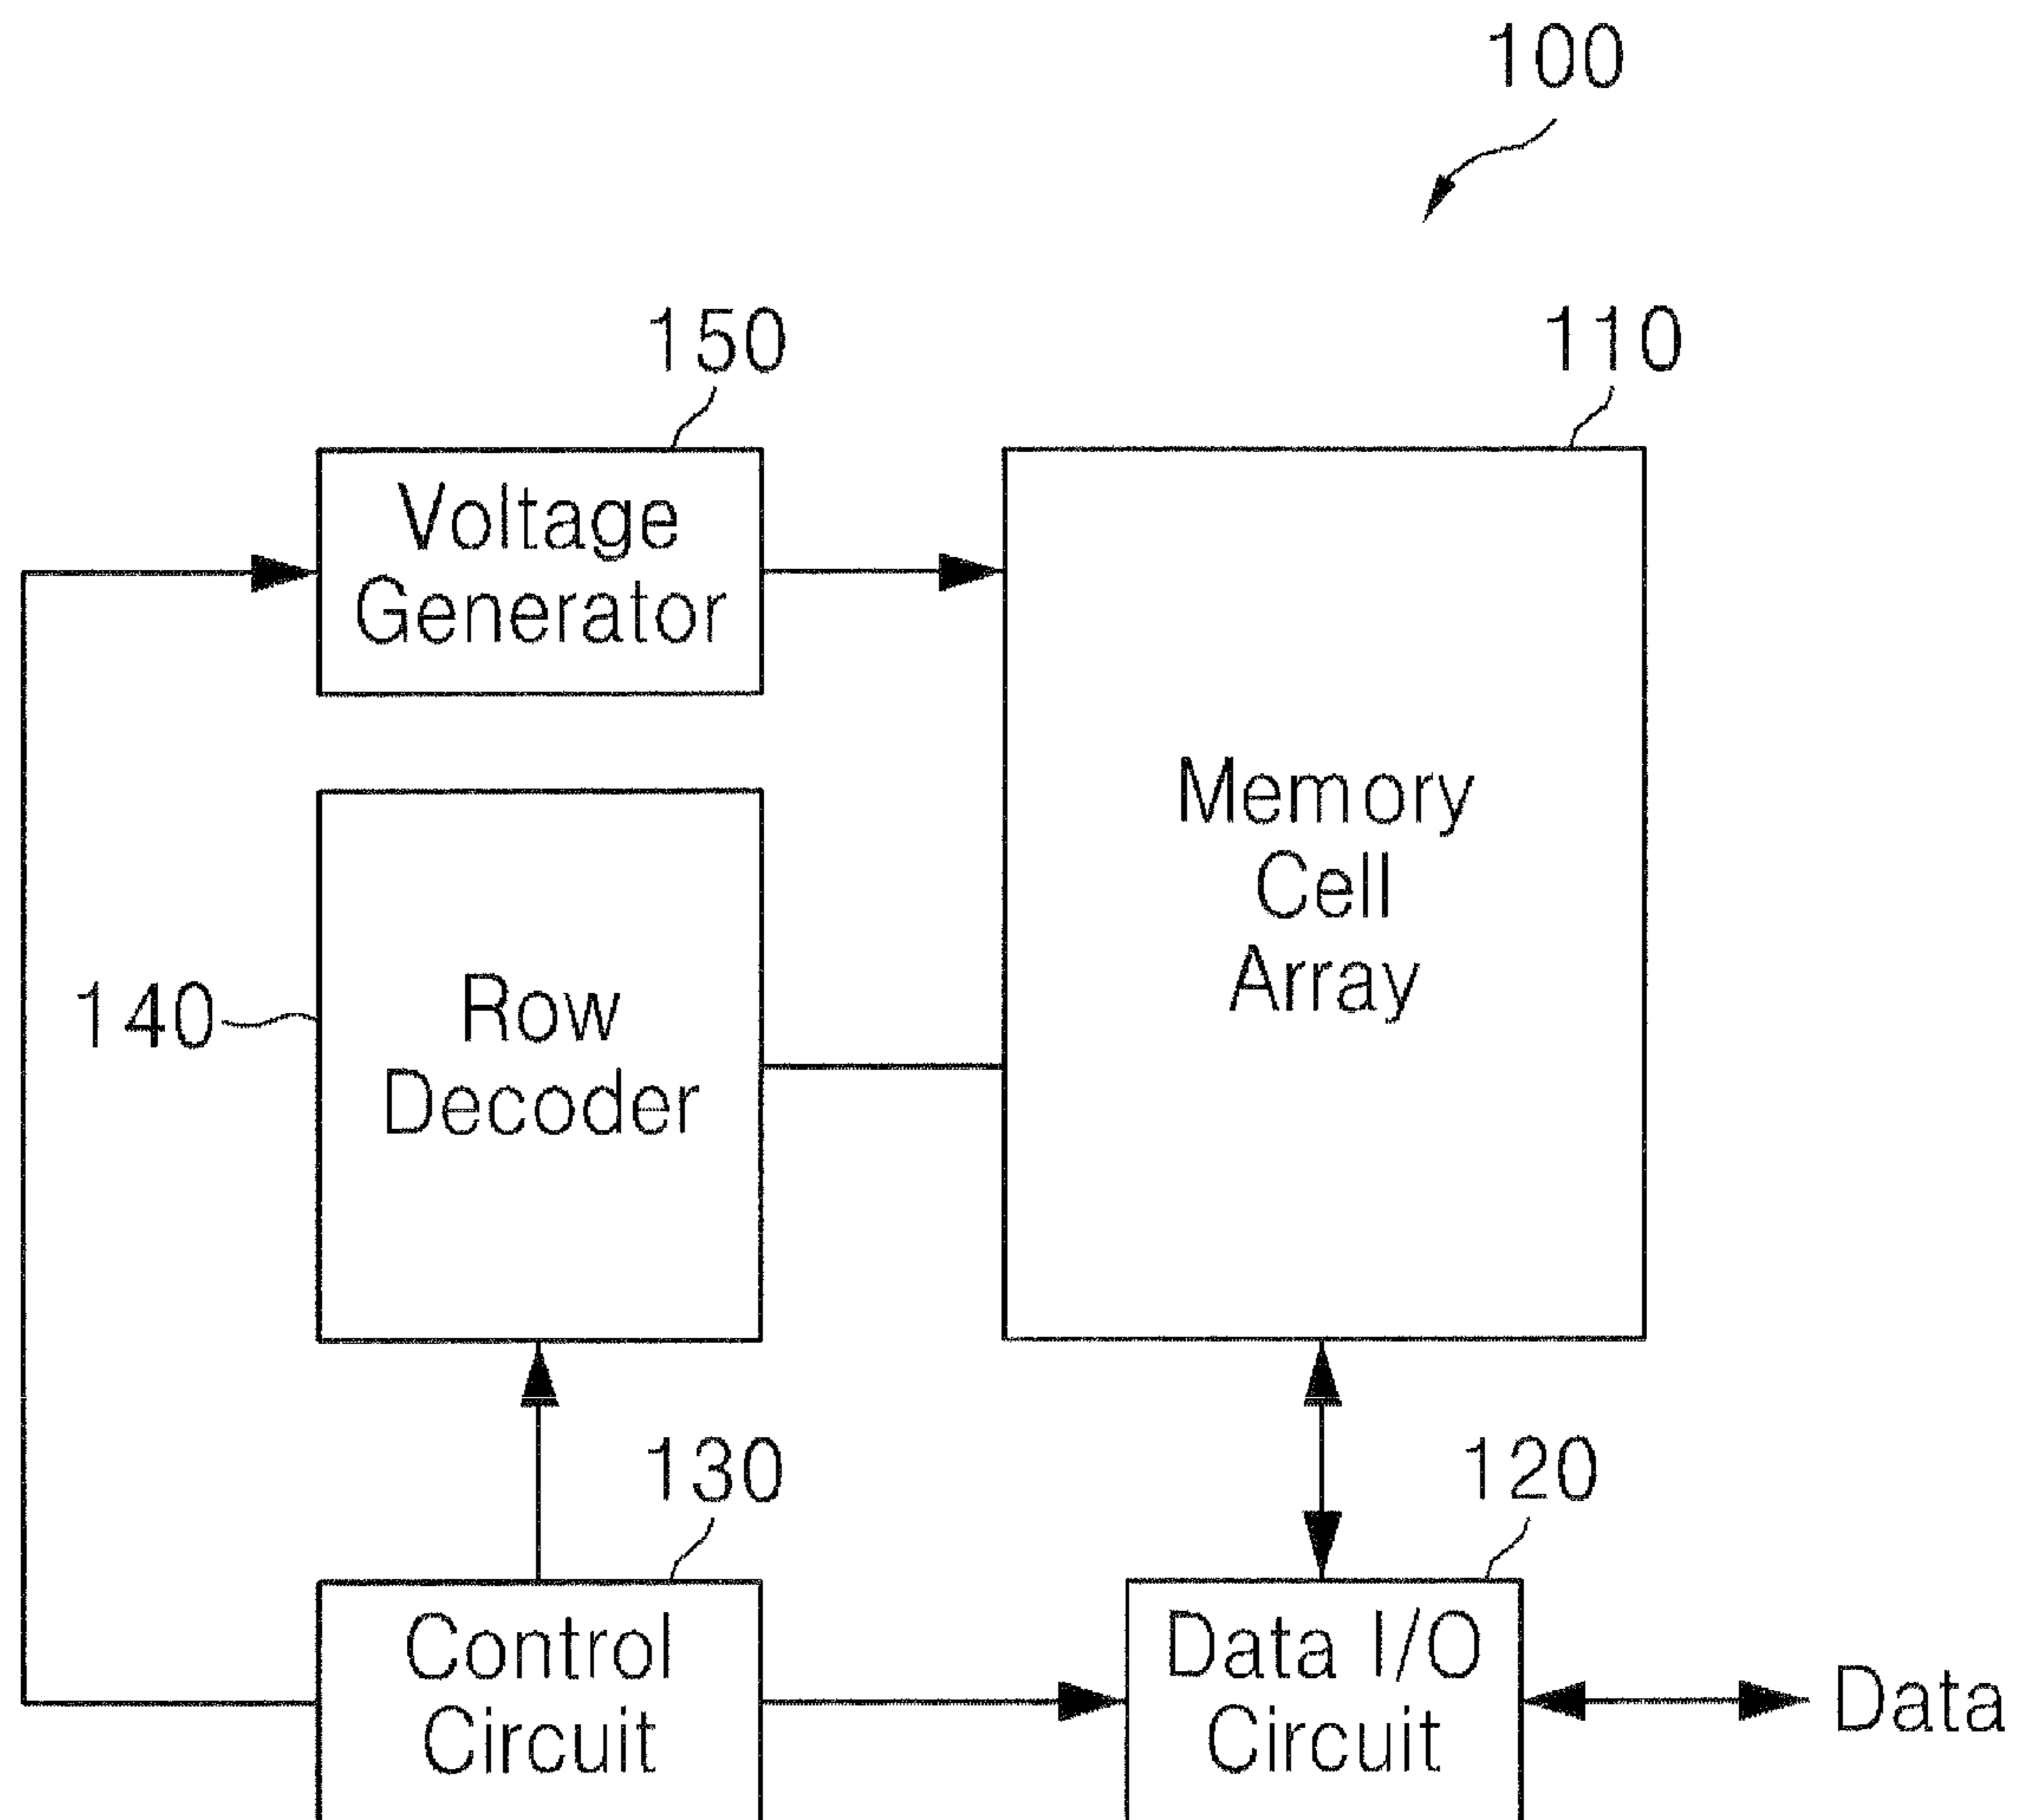 100
150
110
Voltage
Generator
Memory
Cell
Array
140
Row
Decoder
130
120
Control
Circuit
Data I/O
Circuit
Data